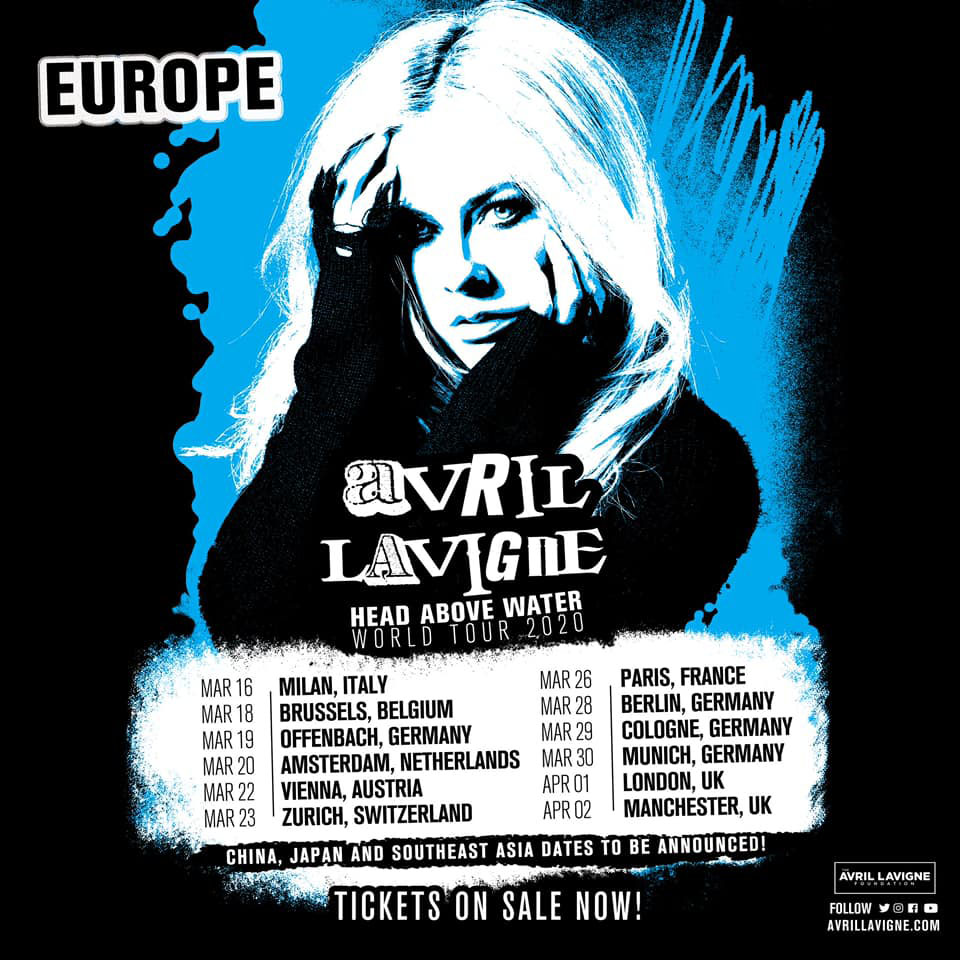 EUROPE
AVRIL
LAVIGNE
HEAD ABOVE WATER
WORLD TOUR 2020
MAR 16 MILAN, ITALY
MAR 18 BRUSSELS, BELGIUM
MAR 19 OFFENBACH, GERMANY
MAR 20 AMSTERDAM, NETHERLANDS
MAR 22 VIENNA, AUSTRIA
MAR 23 ZURICH, SWITZERLAND
MAR 26 PARIS, FRANCE
MAR 28 BERLIN, GERMANY
MAR 29 COLOGNE, GERMANY
MAR 30 MUNICH, GERMANY
APR 01 LONDON, UK
APR 02 MANCHESTER, UK
CHINA, JAPAN AND SOUTHEAST ASIA DATES TO BE ANNOUNCED!
TICKETS ON SALE NOW!
AVRIL LAVIGNE
FOUNDATION
FOLLOW
AVRILLAVIGNE.COM